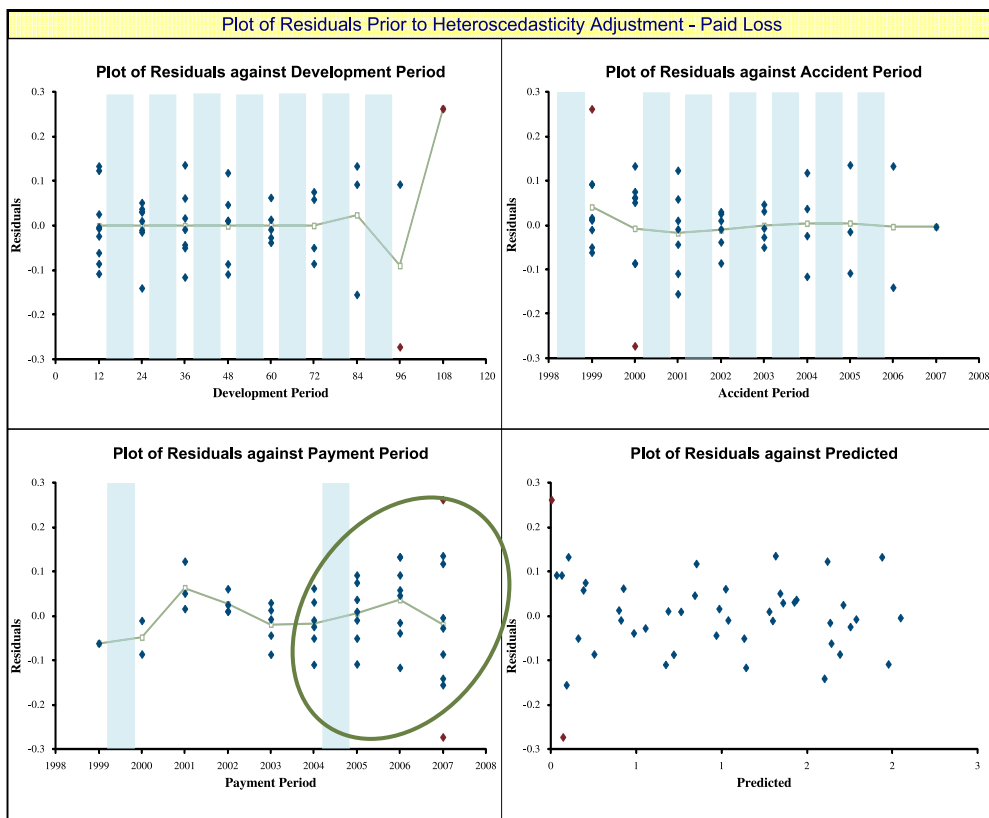 Plot of Residuals Prior to Heteroscedasticity Adjustment - Paid Loss
Plot of Residuals against Development Period
0.3
0.2
0.1
0.0
-0.1
-0.2
-0.3
Residuals
0 12 24 36 48 60 72 84 96 108 120
Development Period
Plot of Residuals against Accident Period
0.3
0.2
0.1
0.0
-0.1
-0.2
-0.3
Residuals
1998 1999 2000 2001 2002 2003 2004 2005 2006 2007 2008
Accident Period
Plot of Residuals against Payment Period
0.3
0.2
0.1
0.0
-0.1
-0.2
-0.3
Residuals
1998 1999 2000 2001 2002 2003 2004 2005 2006 2007 2008
Payment Period
Plot of Residuals against Predicted
0.3
0.2
0.1
0.0
-0.1
-0.2
-0.3
Residuals
0 1 1 2 2 3
Predicted